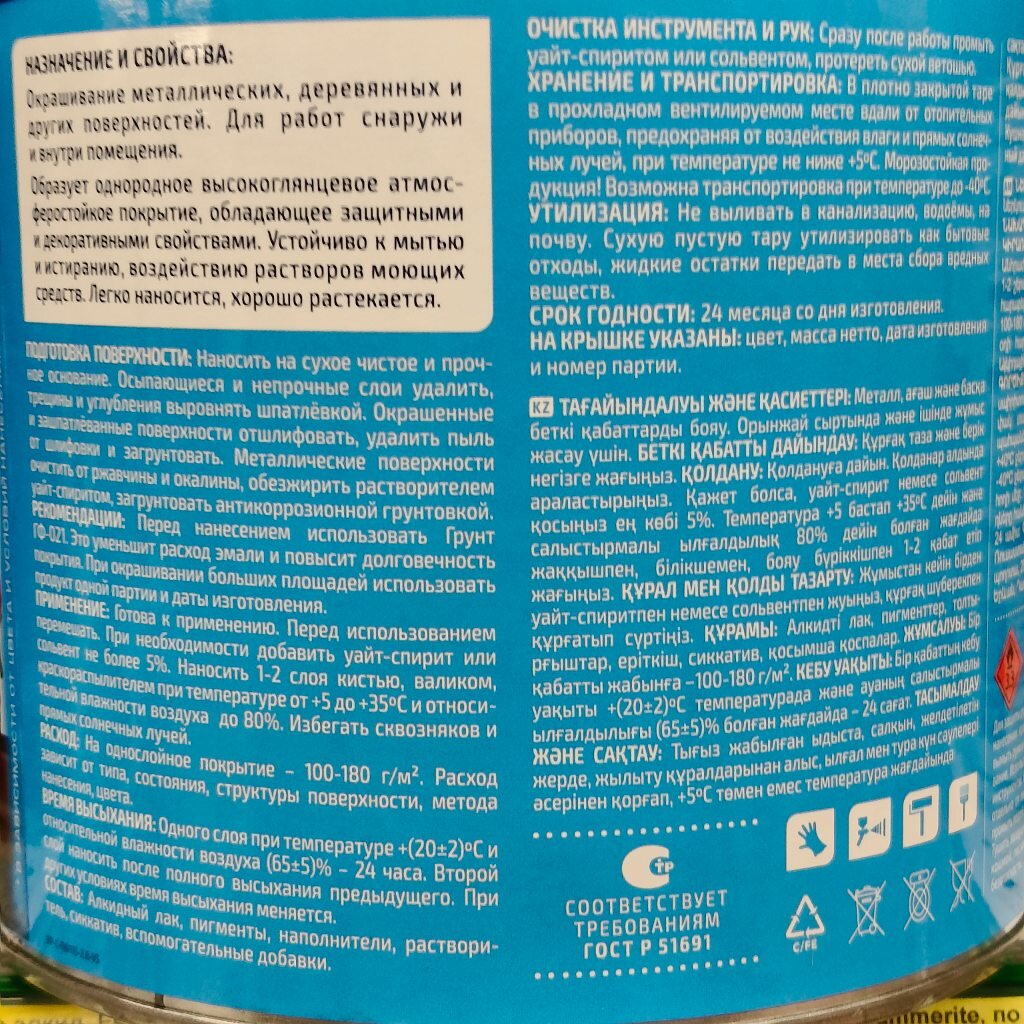 НАЗНАЧЕНИЕ И СВОЙСТВА:
Окрашивание металлических, деревянных и
других поверхностей. Для работ снаружи
и внутри помещения.
Образует однородное высокоглянцевое атмос-
феростойкое покрытие, обладающее защитными
и декоративными свойствами. Устойчиво к мытью
и истиранию, воздействию растворов моющих
средств. Легко наносится, хорошо растекается.
ПОДГОТОВКА ПОВЕРХНОСТИ: Наносить на сухое чистое и проч-
ное основание. Осыпающиеся и непрочные слои удалить,
трещины и углубления выровнять шпатлёвкой. Окрашенные
и зашпатлёванные поверхности отшлифовать, удалить пыль
от шлифовки и загрунтовать. Металлические поверхности
очистить от ржавчины и окалины, обезжирить растворителем
уайт-спиритом, загрунтовать антикоррозионной грунтовкой.
РЕКОМЕНДАЦИИ: Перед нанесением использовать Грунт
ГФ-021. Это уменьшит расход эмали и повысит долговечность
покрытия. При окрашивании больших площадей использовать
продукт одной партии и даты изготовления.
ПРИМЕНЕНИЕ: Готова к применению. Перед использованием
перемешать. При необходимости добавить уайт-спирит или
сольвент не более 5%. Наносить 1-2 слоя кистью, валиком,
краскораспылителем при температуре от +5 до +35ºС и относи-
тельной влажности воздуха до 80%. Избегать сквозняков и
прямых солнечных лучей.
РАСХОД: На однослойное покрытие – 100-180 г/м². Расход
зависит от типа, состояния, структуры поверхности, метода
нанесения, цвета.
ВРЕМЯ ВЫСЫХАНИЯ: Одного слоя при температуре +(20±2)ºС и
относительной влажности воздуха (65±5)% – 24 часа. Второй
слой наносить после полного высыхания предыдущего. При
других условиях время высыхания меняется.
СОСТАВ: Алкидный лак, пигменты, наполнители, раствори-
тель, сиккатив, вспомогательные добавки.
ОЧИСТКА ИНСТРУМЕНТА И РУК: Сразу после работы промыть
уайт-спиритом или сольвентом, протереть сухой ветошью.
ХРАНЕНИЕ И ТРАНСПОРТИРОВКА: В плотно закрытой таре
в прохладном вентилируемом месте вдали от отопительных
приборов, предохраняя от воздействия влаги и прямых солнеч-
ных лучей, при температуре не ниже +5ºС. Морозостойкая про-
дукция! Возможна транспортировка при температуре до -40ºС.
УТИЛИЗАЦИЯ: Не выливать в канализацию, водоёмы, на
почву. Сухую пустую тару утилизировать как бытовые
отходы, жидкие остатки передать в места сбора вредных
веществ.
СРОК ГОДНОСТИ: 24 месяца со дня изготовления.
НА КРЫШКЕ УКАЗАНЫ: цвет, масса нетто, дата изготовления
и номер партии.
KZ ТАҒАЙЫНДАЛУЫ ЖӘНЕ ҚАСИЕТТЕРІ: Металл, ағаш және басқа
беткі қабаттарды бояу. Орынжай сыртында және ішінде жұмыс
жасау үшін. БЕТКІ ҚАБАТТЫ ДАЙЫНДАУ: Құрғақ таза және берік
негізге жағыңыз. ҚОЛДАНУ: Қолдануға дайын. Қолданар алдында
араластырыңыз. Қажет болса, уайт-спирит немесе сольвент
қосыңыз ең көбі 5%. Температура +5 бастап +35ºС дейін және
салыстырмалы ылғалдылық 80% дейін болған жағдайда
жаққышпен, білікшемен, бояу бүріккішпен 1-2 қабат етіп
жағыңыз. ҚҰРАЛ МЕН ҚОЛДЫ ТАЗАРТУ: Жұмыстан кейін бірден
уайт-спиритпен немесе сольвентпен жуыңыз, құрғақ шүберекпен
құрғатып сүртіңіз. ҚҰРАМЫ: Алкидті лак, пигменттер, толты-
рғыштар, еріткіш, сиккатив, қосымша қоспалар. ЖҰМСАЛУЫ: Бір
қабатты жабынға –100-180 г/м². КЕБУ УАҚЫТЫ: Бір қабаттың кебу
уақыты +(20±2)ºС температурада және ауаның салыстырмалы
ылғалдылығы (65±5)% болған жағдайда – 24 сағат. ТАСЫМАЛДАУ
ЖӘНЕ САҚТАУ: Тығыз жабылған ыдыста, салқын, желдетілетін
жерде, жылыту құралдарынан алыс, ылғал мен тура күн сәулелері
әсерінен қорғап, +5ºС төмен емес температура жағдайында
СТР
СООТВЕТСТВУЕТ
ТРЕБОВАНИЯМ
ГОСТ Р 51691
C/FE
mmerite, no